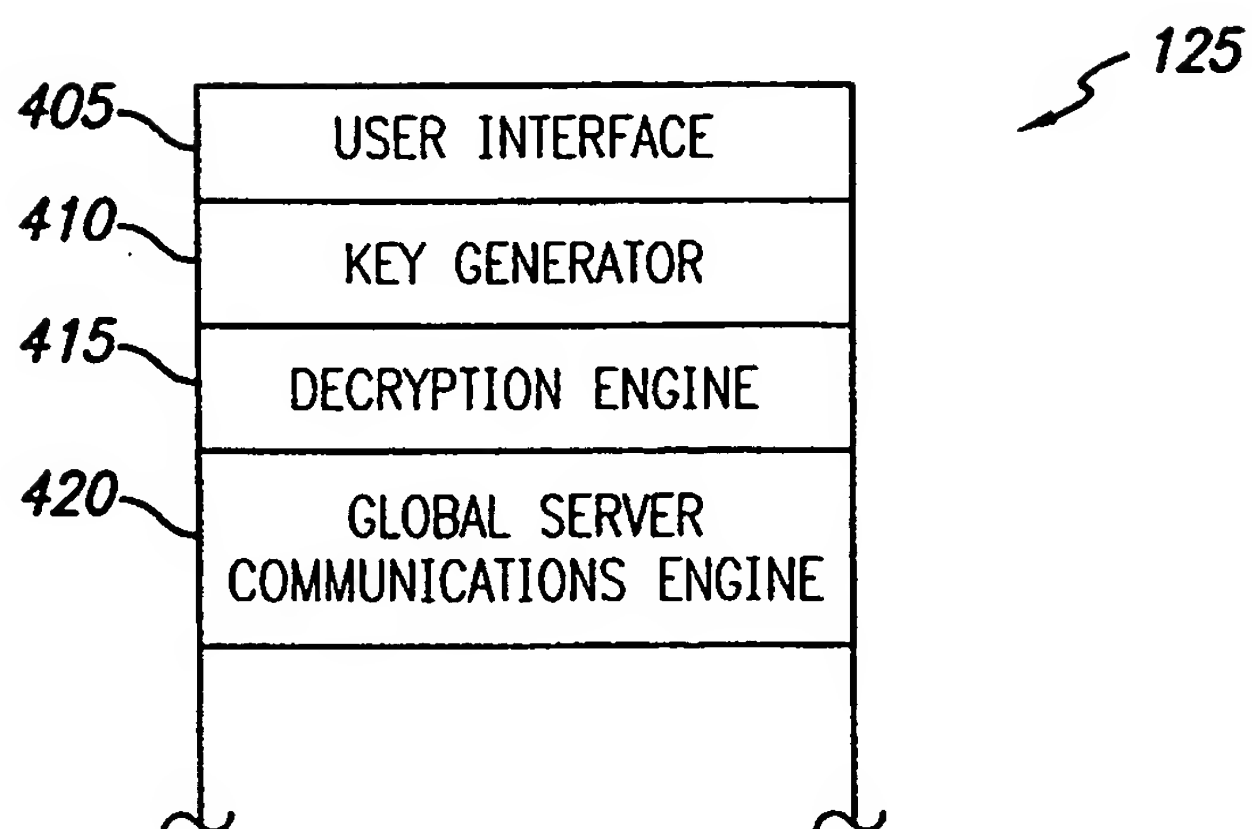 125
405 USER INTERFACE
410 KEY GENERATOR
415 DECRYPTION ENGINE
420 GLOBAL SERVER
COMMUNICATIONS ENGINE